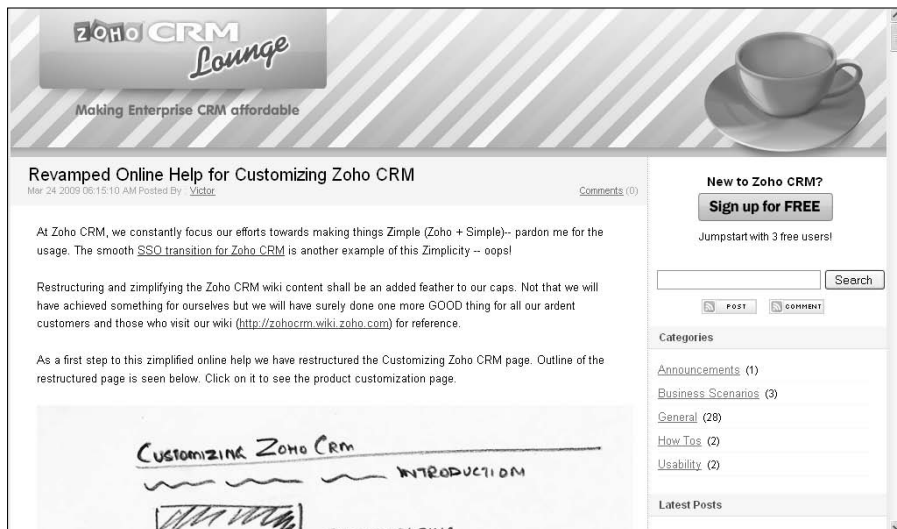 ZOHO CRM
Lounge
Making Enterprise CRM affordable
Revamped Online Help for Customizing Zoho CRM
Mar 24 2009 06:15:10 AM Posted By : Victor
Comments (0)
At Zoho CRM, we constantly focus our efforts towards making things Zimple (Zoho + Simple)-- pardon me for the
usage. The smooth SSO transition for Zoho CRM is another example of this Zimplicity -- oops!
Restructuring and zimplifying the Zoho CRM wiki content shall be an added feather to our caps. Not that we will
have achieved something for ourselves but we will have surely done one more GOOD thing for all our ardent
customers and those who visit our wiki (http://zohocrm.wiki.zoho.com) for reference.
As a first step to this zimplified online help we have restructured the Customizing Zoho CRM page. Outline of the
restructured page is seen below. Click on it to see the product customization page.
CUSTOMIZING ZOHO CRM
INTRODUCTION
New to Zoho CRM?
Sign up for FREE
Jumpstart with 3 free users!
Search
POST
COMMENT
Categories
Announcements (1)
Business Scenarios (3)
General (28)
How Tos (2)
Usability (2)
Latest Posts